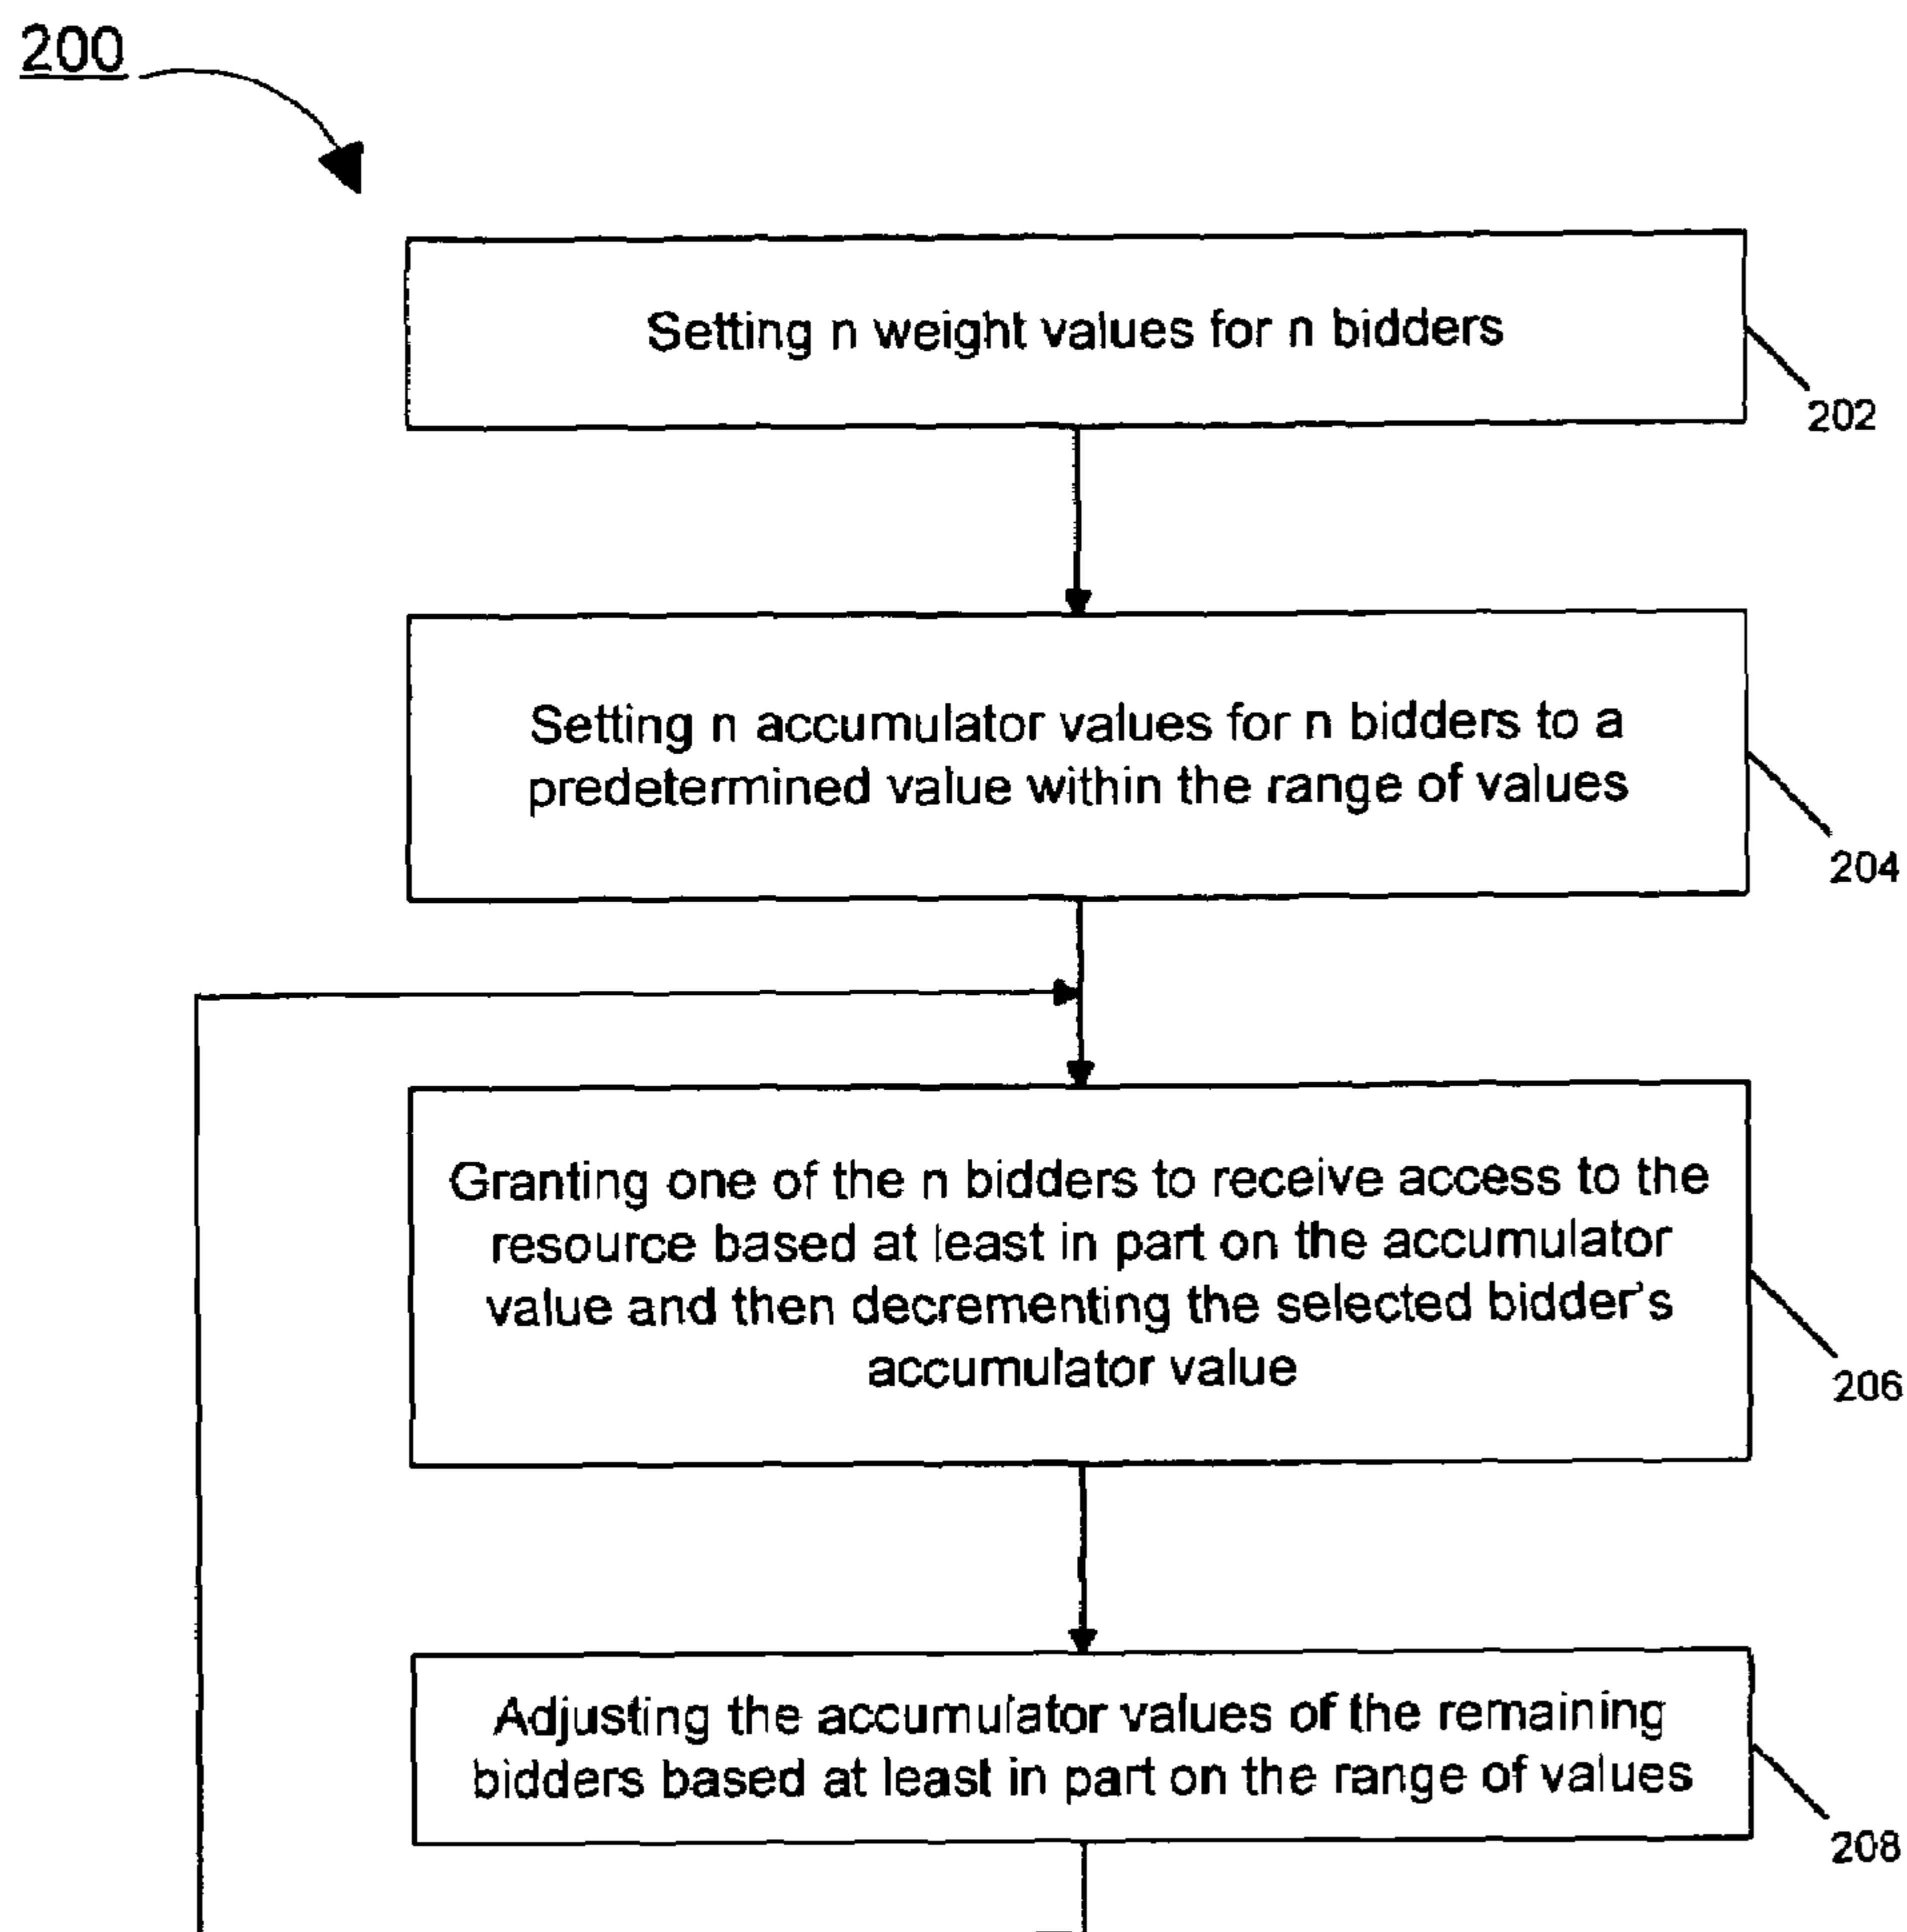 200
Setting n weight values for n bidders
202
Setting n accumulator values for n bidders to a
predetermined value within the range of values
204
Granting one of the n bidders to receive access to the
resource based at least in part on the accumulator
value and then decrementing the selected bidder's
accumulator value
206
Adjusting the accumulator values of the remaining
bidders based at least in part on the range of values
208